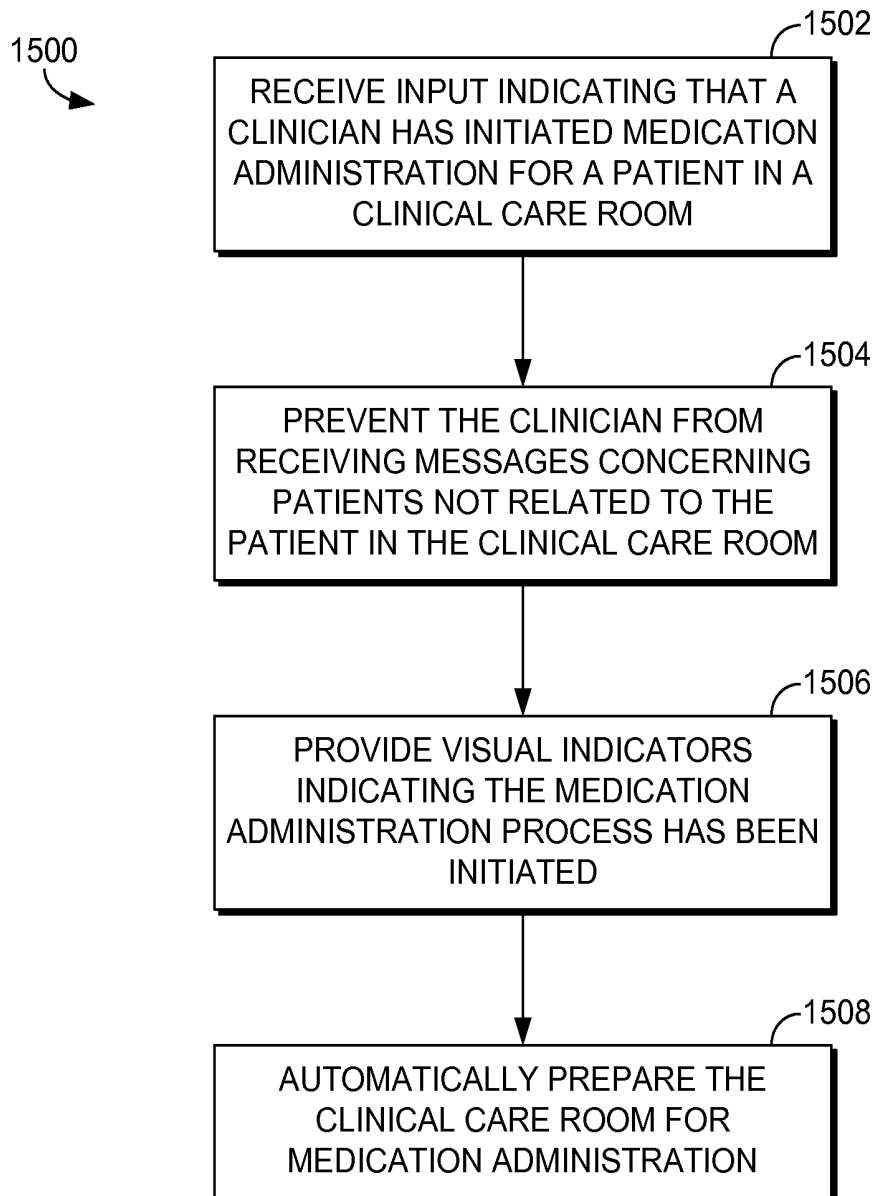 1500
1502
RECEIVE INPUT INDICATING THAT A
CLINICIAN HAS INITIATED MEDICATION
ADMINISTRATION FOR A PATIENT IN A
CLINICAL CARE ROOM
1504
PREVENT THE CLINICIAN FROM
RECEIVING MESSAGES CONCERNING
PATIENTS NOT RELATED TO THE
PATIENT IN THE CLINICAL CARE ROOM
1506
PROVIDE VISUAL INDICATORS
INDICATING THE MEDICATION
ADMINISTRATION PROCESS HAS BEEN
INITIATED
1508
AUTOMATICALLY PREPARE THE
CLINICAL CARE ROOM FOR
MEDICATION ADMINISTRATION